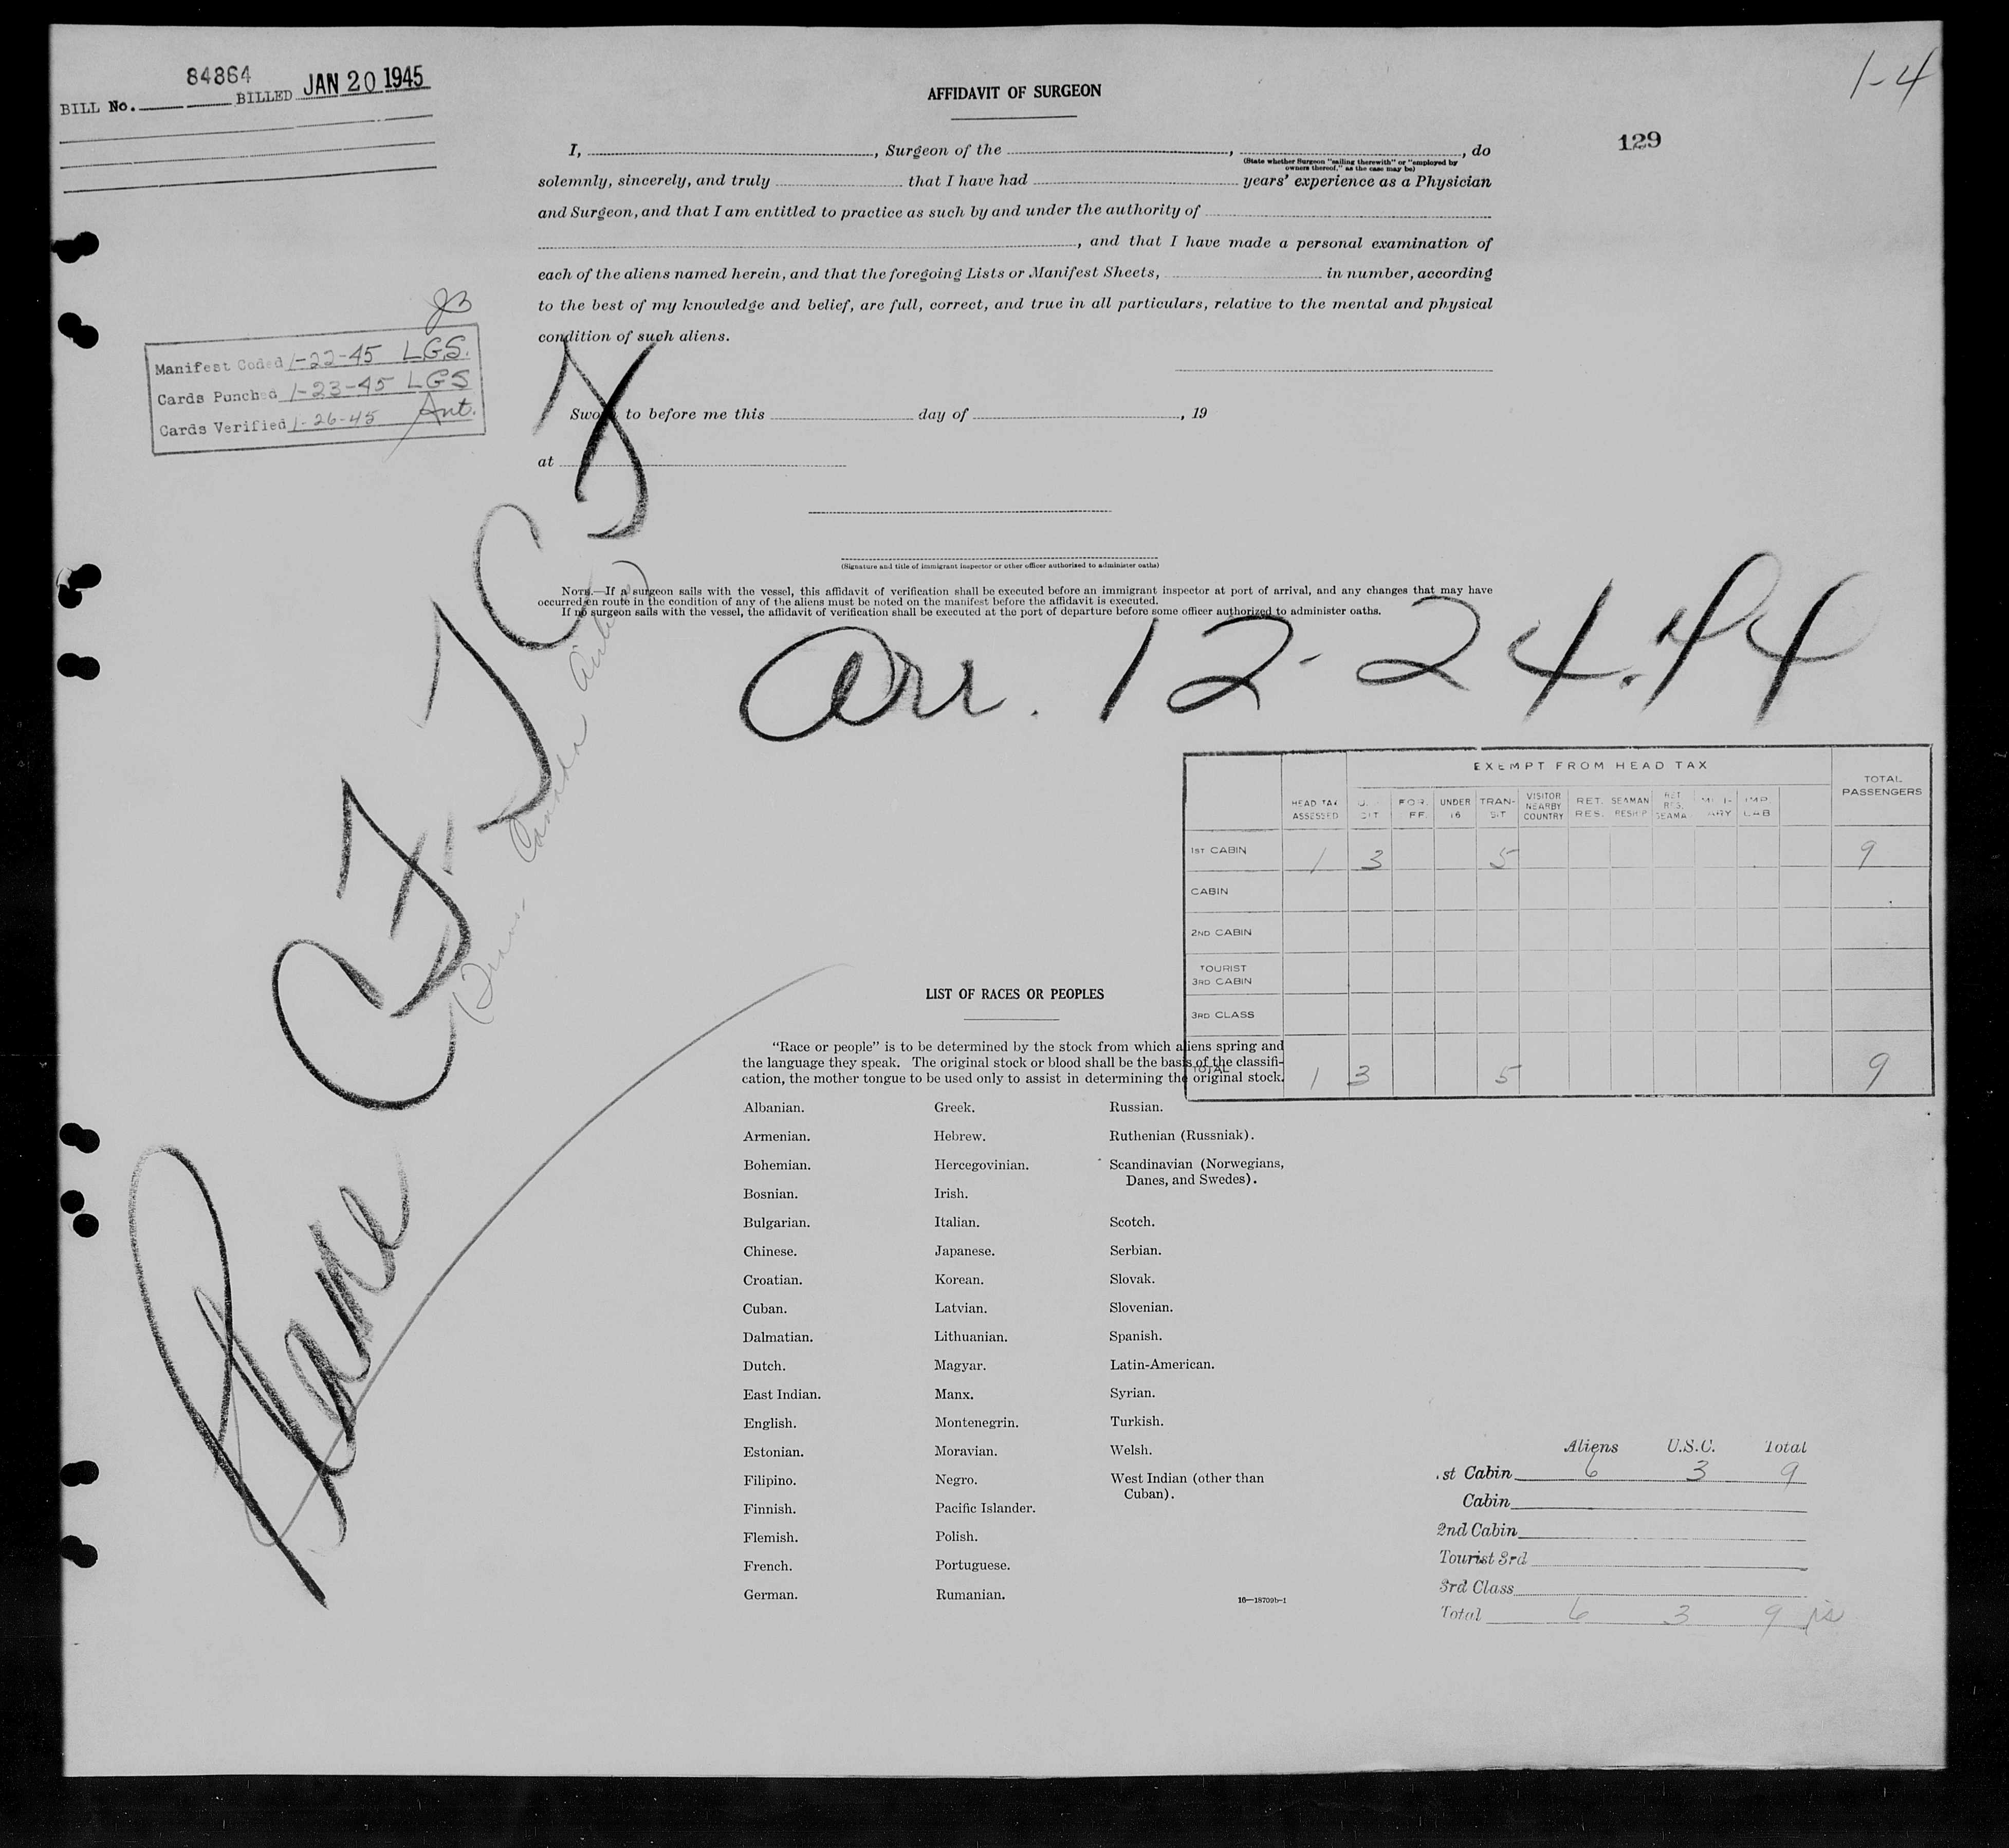 84864
BILL No. BILLED JAN 20 1945
1-4
AFFIDAVIT OF SURGEON
129
I, , Surgeon of the , , do
(State whether Surgeon "sailing therewith" or "employed by
owners thereof," as the case may be)
solemnly, sincerely, and truly that I have had years' experience as a Physician
and Surgeon, and that I am entitled to practice as such by and under the authority of
, and that I have made a personal examination of
each of the aliens named herein, and that the foregoing Lists or Manifest Sheets, in number, according
to the best of my knowledge and belief, are full, correct, and true in all particulars, relative to the mental and physical
condition of such aliens.
Manifest Coded 1-22-45 LGS.
Cards Punched 1-23-45 LGS
Cards Verified 1-26-45 Ant.
Sworn to before me this day of , 19
at
(Signature and title of immigrant inspector or other officer authorized to administer oaths)
NOTE.—If a surgeon sails with the vessel, this affidavit of verification shall be executed before an immigrant inspector at port of arrival, and any changes that may have
occurred en route in the condition of any of the aliens must be noted on the manifest before the affidavit is executed.
If no surgeon sails with the vessel, the affidavit of verification shall be executed at the port of departure before some officer authorized to administer oaths.
Plane CF-TCX
Arr. 12-24-44
EXEMPT FROM HEAD TAX
HEAD TAX ASSESSED
U. CIT.
FOR. OFF.
UNDER 16
TRANSIT
VISITOR NEARBY COUNTRY
RET. RES.
SEAMAN RESHIP
RET. RES. SEAMA
IMP. LAB
TOTAL PASSENGERS
1ST CABIN 1 3 5 9
CABIN
2ND CABIN
TOURIST
3RD CABIN
3RD CLASS
TOTAL 1 3 5 9
LIST OF RACES OR PEOPLES
"Race or people" is to be determined by the stock from which aliens spring and
the language they speak. The original stock or blood shall be the basis of the classifi-
cation, the mother tongue to be used only to assist in determining the original stock.
Albanian. Greek. Russian.
Armenian. Hebrew. Ruthenian (Russniak).
Bohemian. Hercegovinian. Scandinavian (Norwegians,
Danes, and Swedes).
Bosnian. Irish.
Bulgarian. Italian. Scotch.
Chinese. Japanese. Serbian.
Croatian. Korean. Slovak.
Cuban. Latvian. Slovenian.
Dalmatian. Lithuanian. Spanish.
Dutch. Magyar. Latin-American.
East Indian. Manx. Syrian.
English. Montenegrin. Turkish.
Estonian. Moravian. Welsh.
Filipino. Negro. West Indian (other than
Cuban).
Finnish. Pacific Islander.
Flemish. Polish.
French. Portuguese.
German. Rumanian.
16—18709b-1
Aliens U.S.C. Total
1st Cabin 6 3 9
Cabin
2nd Cabin
Tourist 3rd
3rd Class
Total 6 3 9